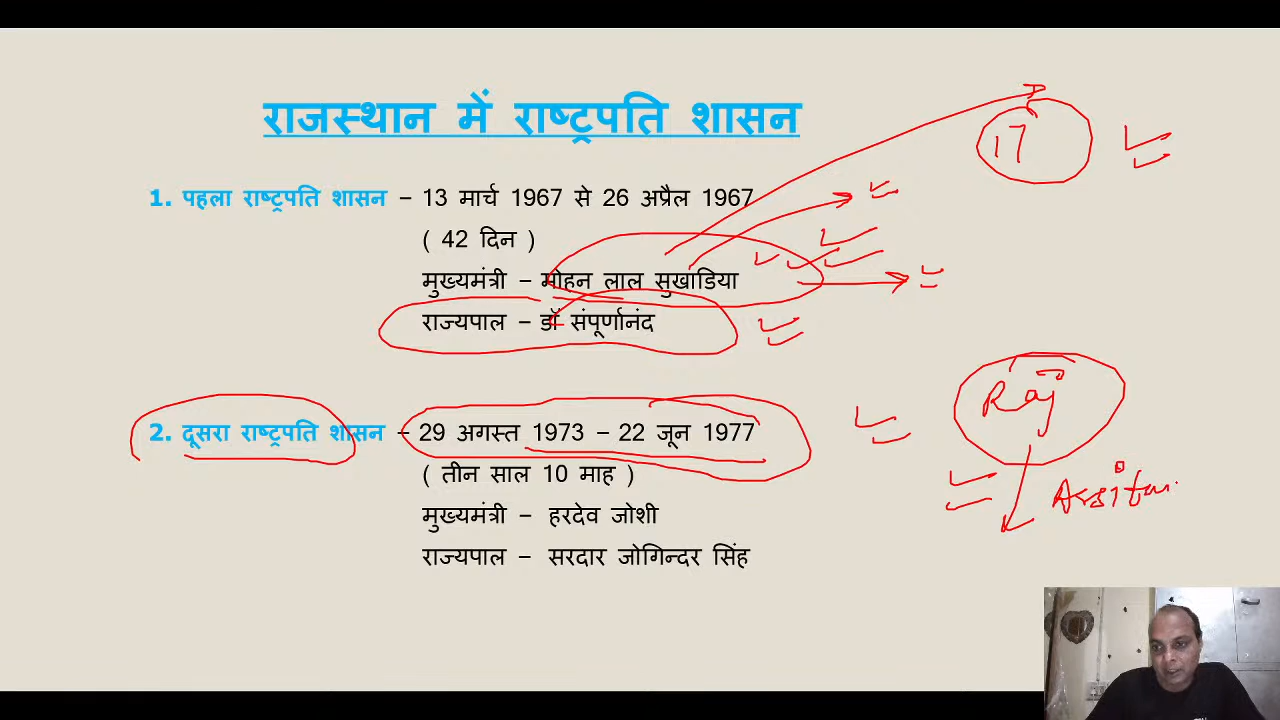 राजस्थान में राष्ट्रपति शासन
17
1. पहला राष्ट्रपति शासन – 13 मार्च 1967 से 26 अप्रैल 1967
( 42 दिन )
मुख्यमंत्री – मोहन लाल सुखाडिया
राज्यपाल – डॉ संपूर्णानंद
Raj
2. दूसरा राष्ट्रपति शासन – 29 अगस्त 1973 – 22 जून 1977
( तीन साल 10 माह )
मुख्यमंत्री – हरदेव जोशी
राज्यपाल – सरदार जोगिन्दर सिंह